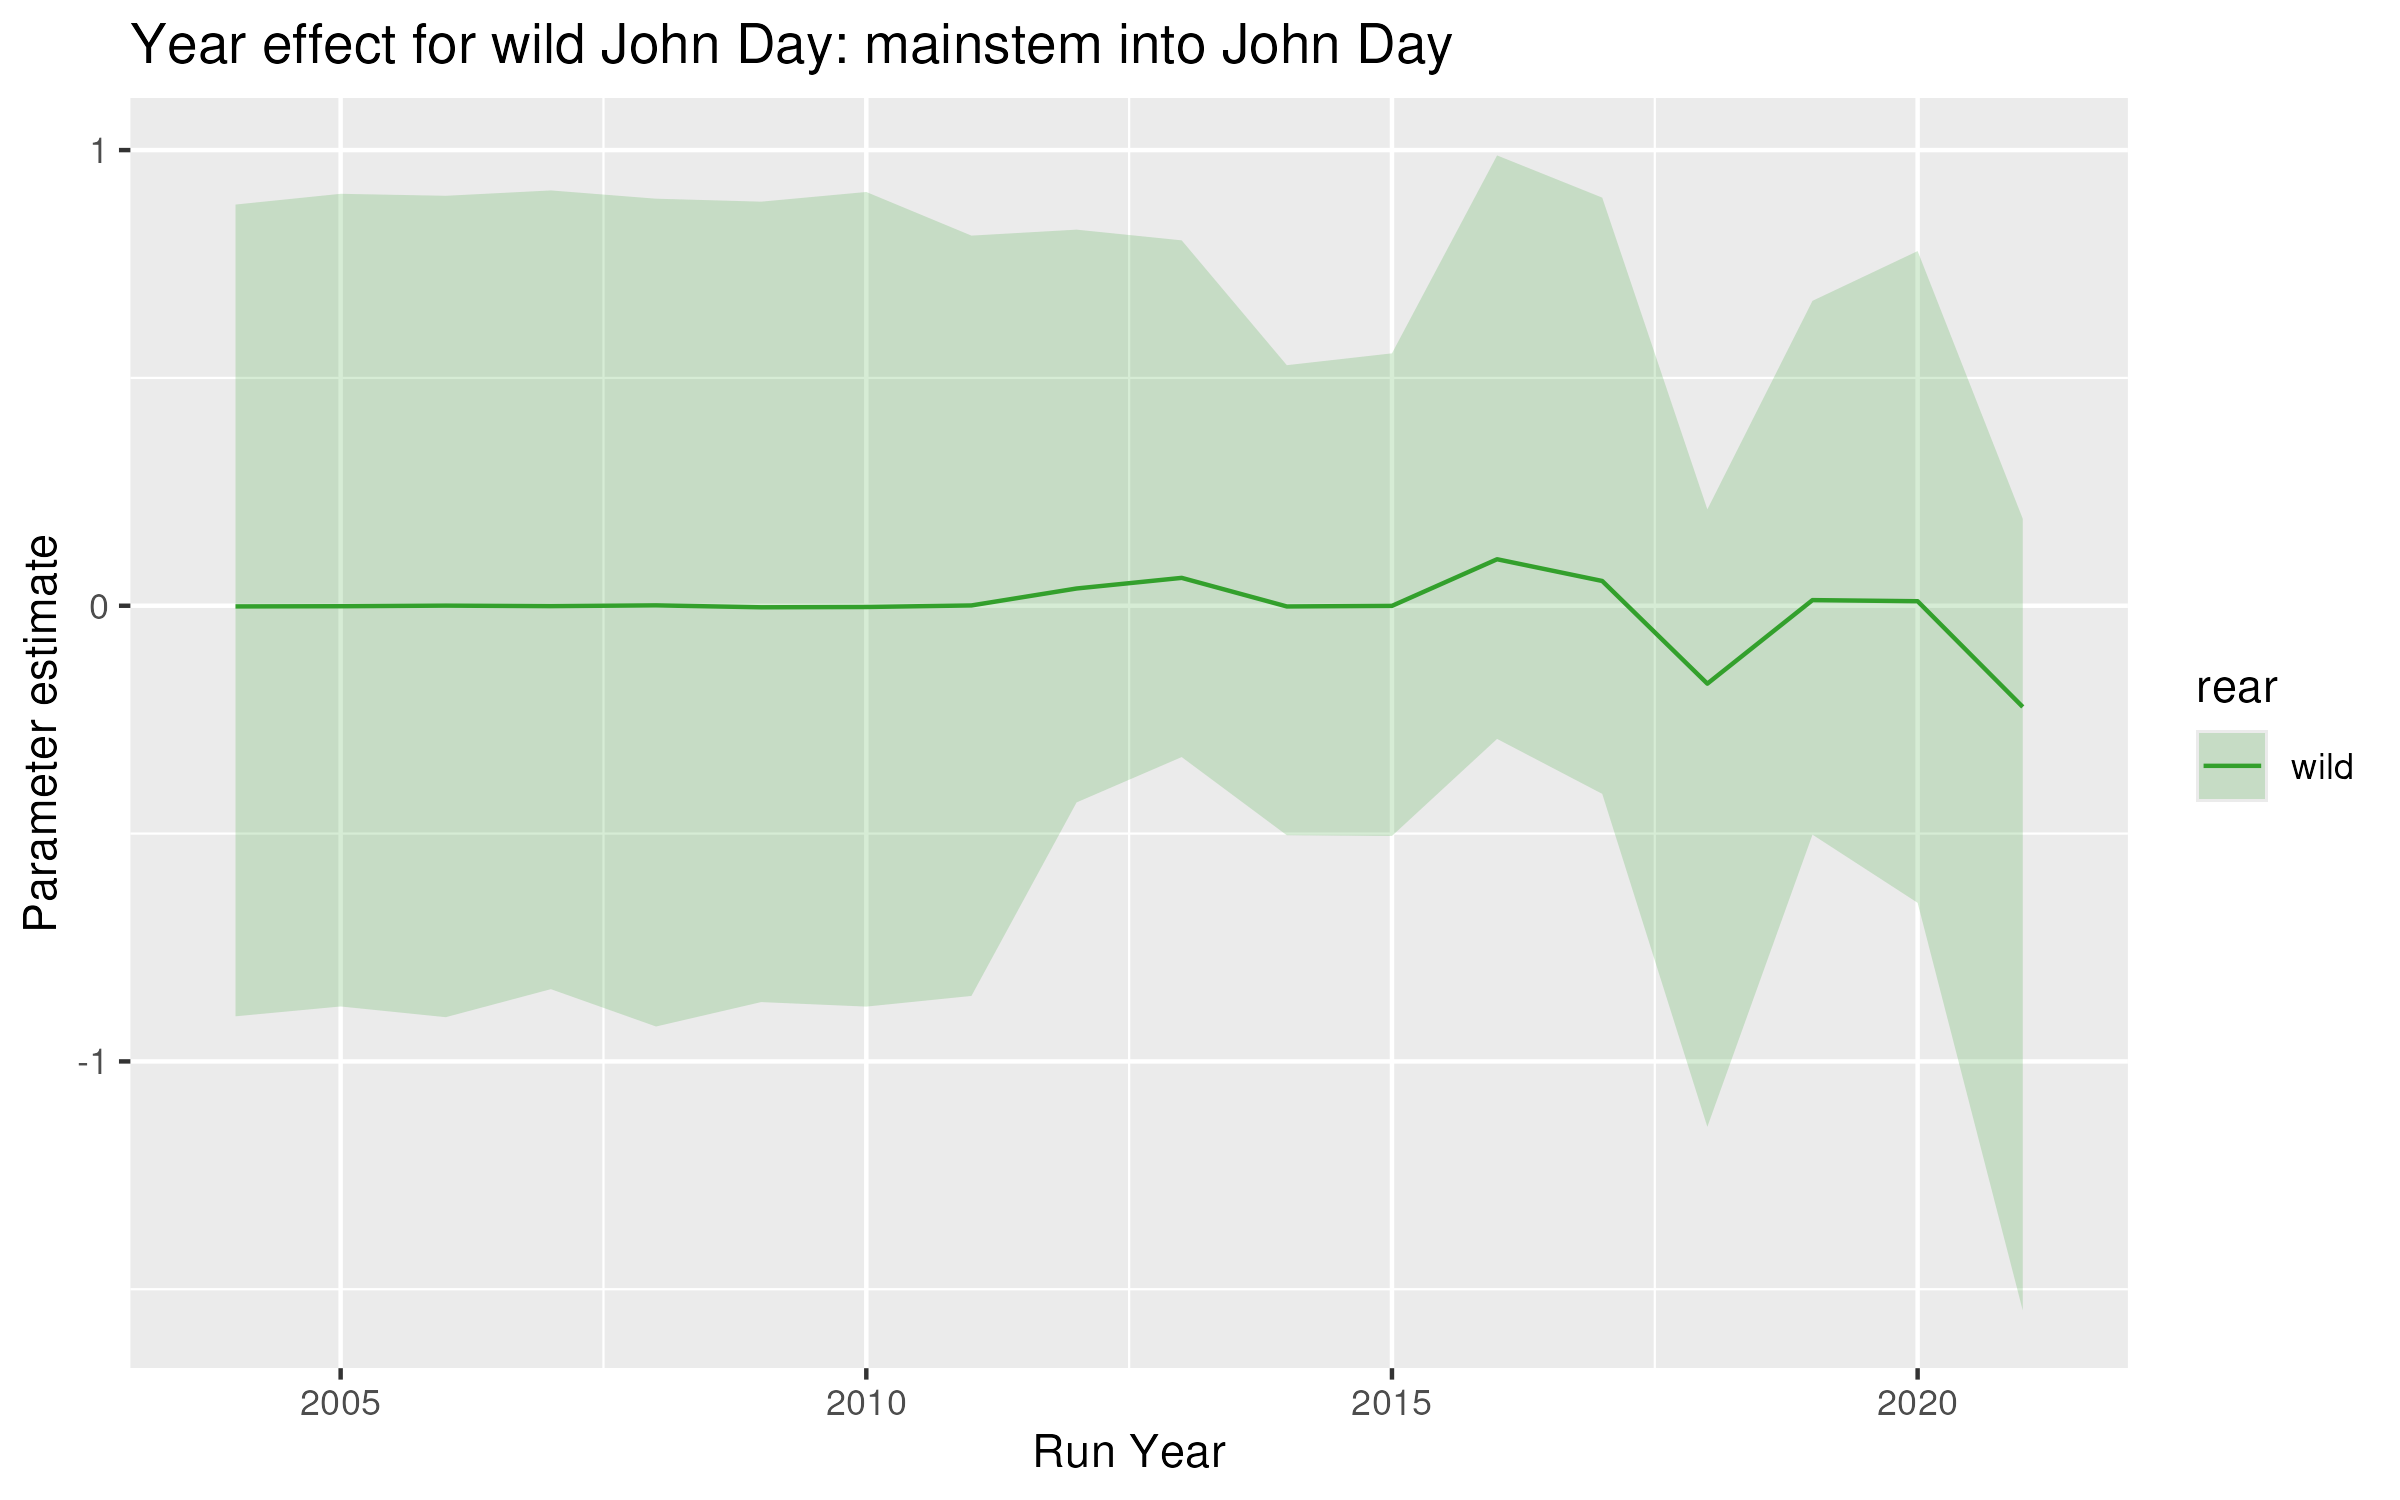 Year effect for wild John Day: mainstem into John Day
Parameter estimate
1
0
-1
2005
2010
2015
2020
Run Year
rear
wild